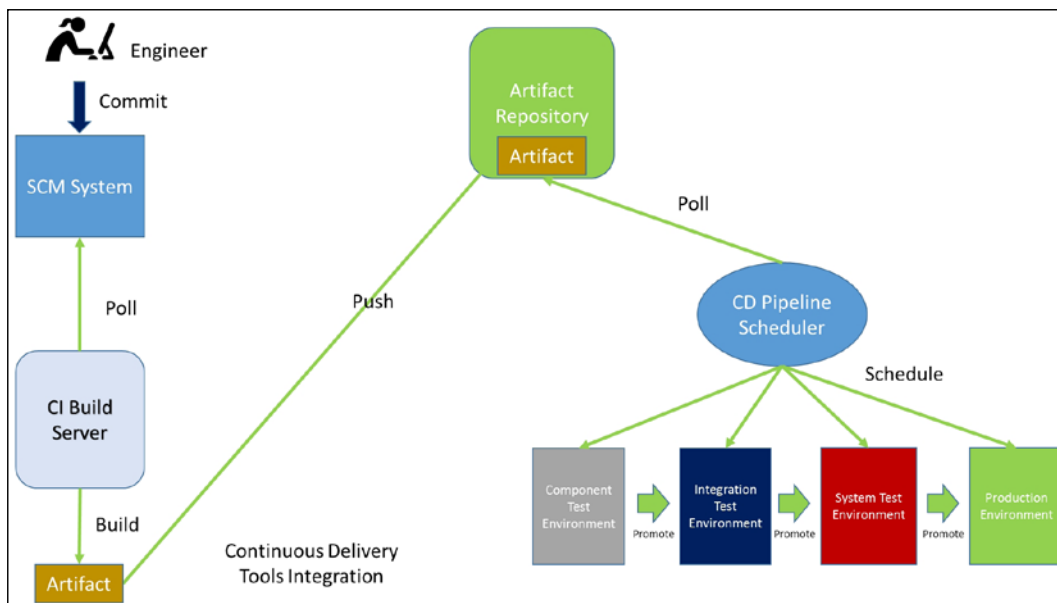 Engineer
Commit
SCM System
Poll
CI Build
Server
Build
Artifact
Push
Continuous Delivery
Tools Integration
Artifact
Repository
Artifact
Poll
CD Pipeline
Scheduler
Schedule
Component
Test
Environment
Promote
Integration
Test
Environment
Promote
System Test
Environment
Promote
Production
Environment